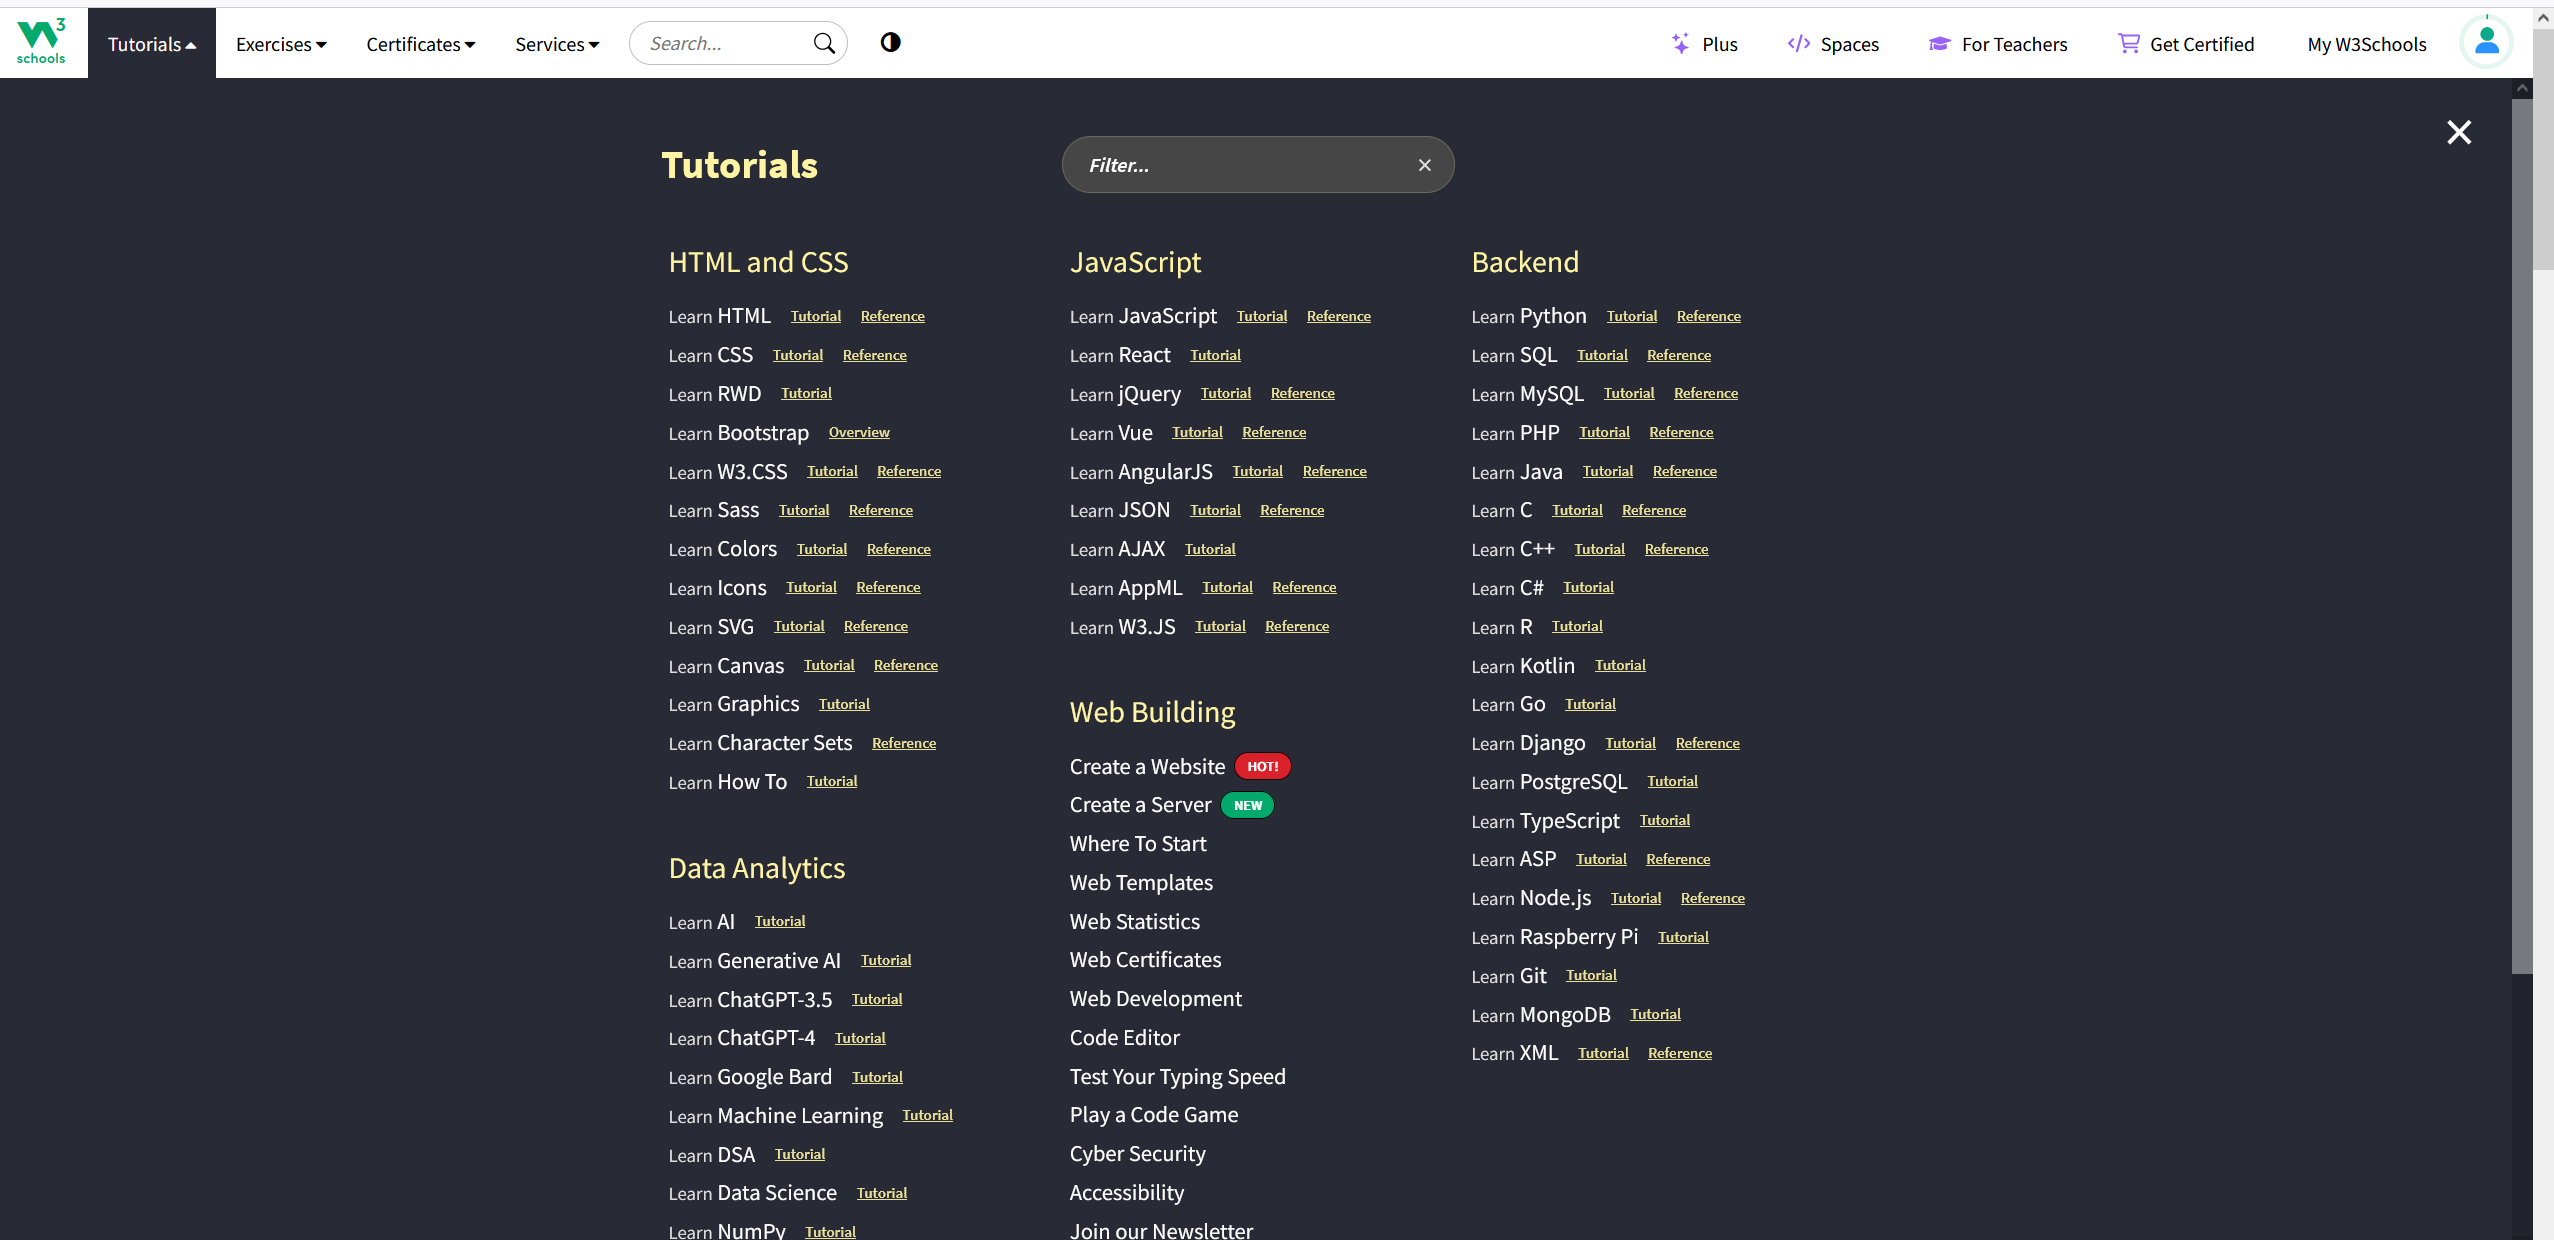 W3 schools
Tutorials Exercises Certificates Services Search... Plus Spaces For Teachers Get Certified My W3Schools
Tutorials
Filter...
HTML and CSS
Learn HTML Tutorial Reference
Learn CSS Tutorial Reference
Learn RWD Tutorial
Learn Bootstrap Overview
Learn W3.CSS Tutorial Reference
Learn Sass Tutorial Reference
Learn Colors Tutorial Reference
Learn Icons Tutorial Reference
Learn SVG Tutorial Reference
Learn Canvas Tutorial Reference
Learn Graphics Tutorial
Learn Character Sets Reference
Learn How To Tutorial
Data Analytics
Learn AI Tutorial
Learn Generative AI Tutorial
Learn ChatGPT-3.5 Tutorial
Learn ChatGPT-4 Tutorial
Learn Google Bard Tutorial
Learn Machine Learning Tutorial
Learn DSA Tutorial
Learn Data Science Tutorial
Learn NumPy Tutorial
JavaScript
Learn JavaScript Tutorial Reference
Learn React Tutorial
Learn jQuery Tutorial Reference
Learn Vue Tutorial Reference
Learn AngularJS Tutorial Reference
Learn JSON Tutorial Reference
Learn AJAX Tutorial
Learn AppML Tutorial Reference
Learn W3.JS Tutorial Reference
Web Building
Create a Website HOT!
Create a Server NEW
Where To Start
Web Templates
Web Statistics
Web Certificates
Web Development
Code Editor
Test Your Typing Speed
Play a Code Game
Cyber Security
Accessibility
Join our Newsletter
Backend
Learn Python Tutorial Reference
Learn SQL Tutorial Reference
Learn MySQL Tutorial Reference
Learn PHP Tutorial Reference
Learn Java Tutorial Reference
Learn C Tutorial Reference
Learn C++ Tutorial Reference
Learn C# Tutorial
Learn R Tutorial
Learn Kotlin Tutorial
Learn Go Tutorial
Learn Django Tutorial Reference
Learn PostgreSQL Tutorial
Learn TypeScript Tutorial
Learn ASP Tutorial Reference
Learn Node.js Tutorial Reference
Learn Raspberry Pi Tutorial
Learn Git Tutorial
Learn MongoDB Tutorial
Learn XML Tutorial Reference